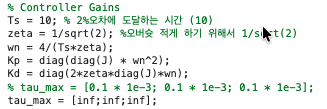 % Controller Gains
Ts = 10; % 2%오차에 도달하는 시간 (10)
zeta = 1/sqrt(2); %오버슛 적게 하기 위해서 1/sqrt(2)
wn = 4/(Ts*zeta);
Kp = diag(diag(J) * wn^2);
Kd = diag(2*zeta*diag(J)*wn);
% tau_max = [0.1 * 1e-3; 0.1 * 1e-3; 0.1 * 1e-3];
tau_max = [inf;inf;inf];